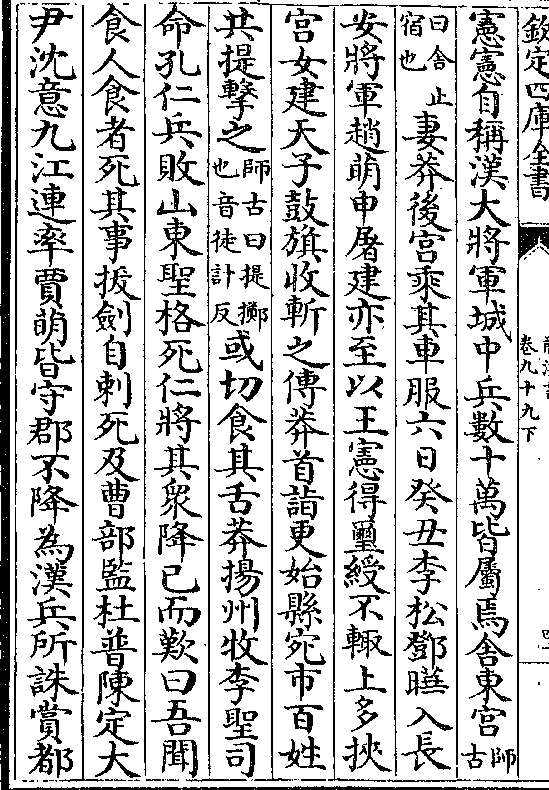 欽定四庫全書
卷九十九下
憲憲自稱漢大將軍城中兵數十萬皆屬焉舍東宫師古
曰舍止宿也妻莽後宫乘其車服六日癸丑李松鄧曄入長
安將軍趙萌申屠建亦至以王憲得璽綬不輙上多挾
宫女建天子鼓旗收斬之傳莽首詣更始縣宛市百姓
共提擊之師古曰提擲也音徒計反或切食其舌莽揚州牧李聖司
命孔仁兵敗山東聖格死仁將其衆降已而歎曰吾聞
食人食者死其事拔劍自刺死及曹部監杜普陳定大
尹沈意九江連率賈萌皆守郡不降為漢兵所誅賞都